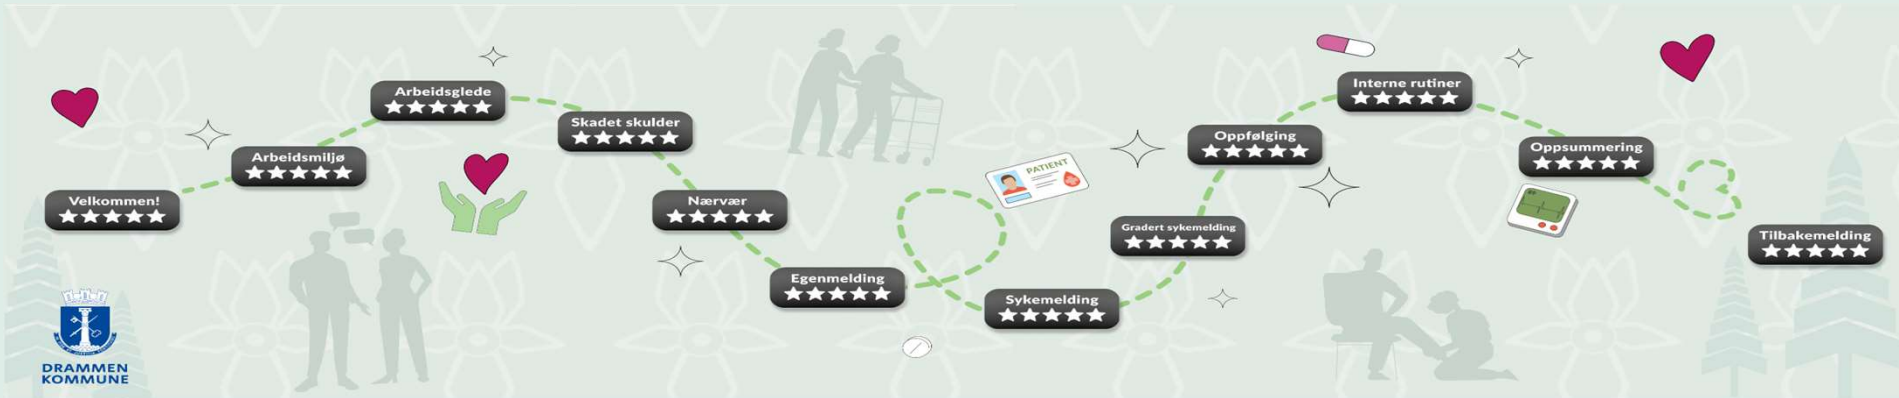 Velkommen!
Arbeidsmiljø
Arbeidsglede
Skadet skulder
Nærvær
Egenmelding
PATIENT
Sykemelding
Gradert sykemelding
Oppfølging
Interne rutiner
Oppsummering
Tilbakemelding
DRAMMEN
KOMMUNE